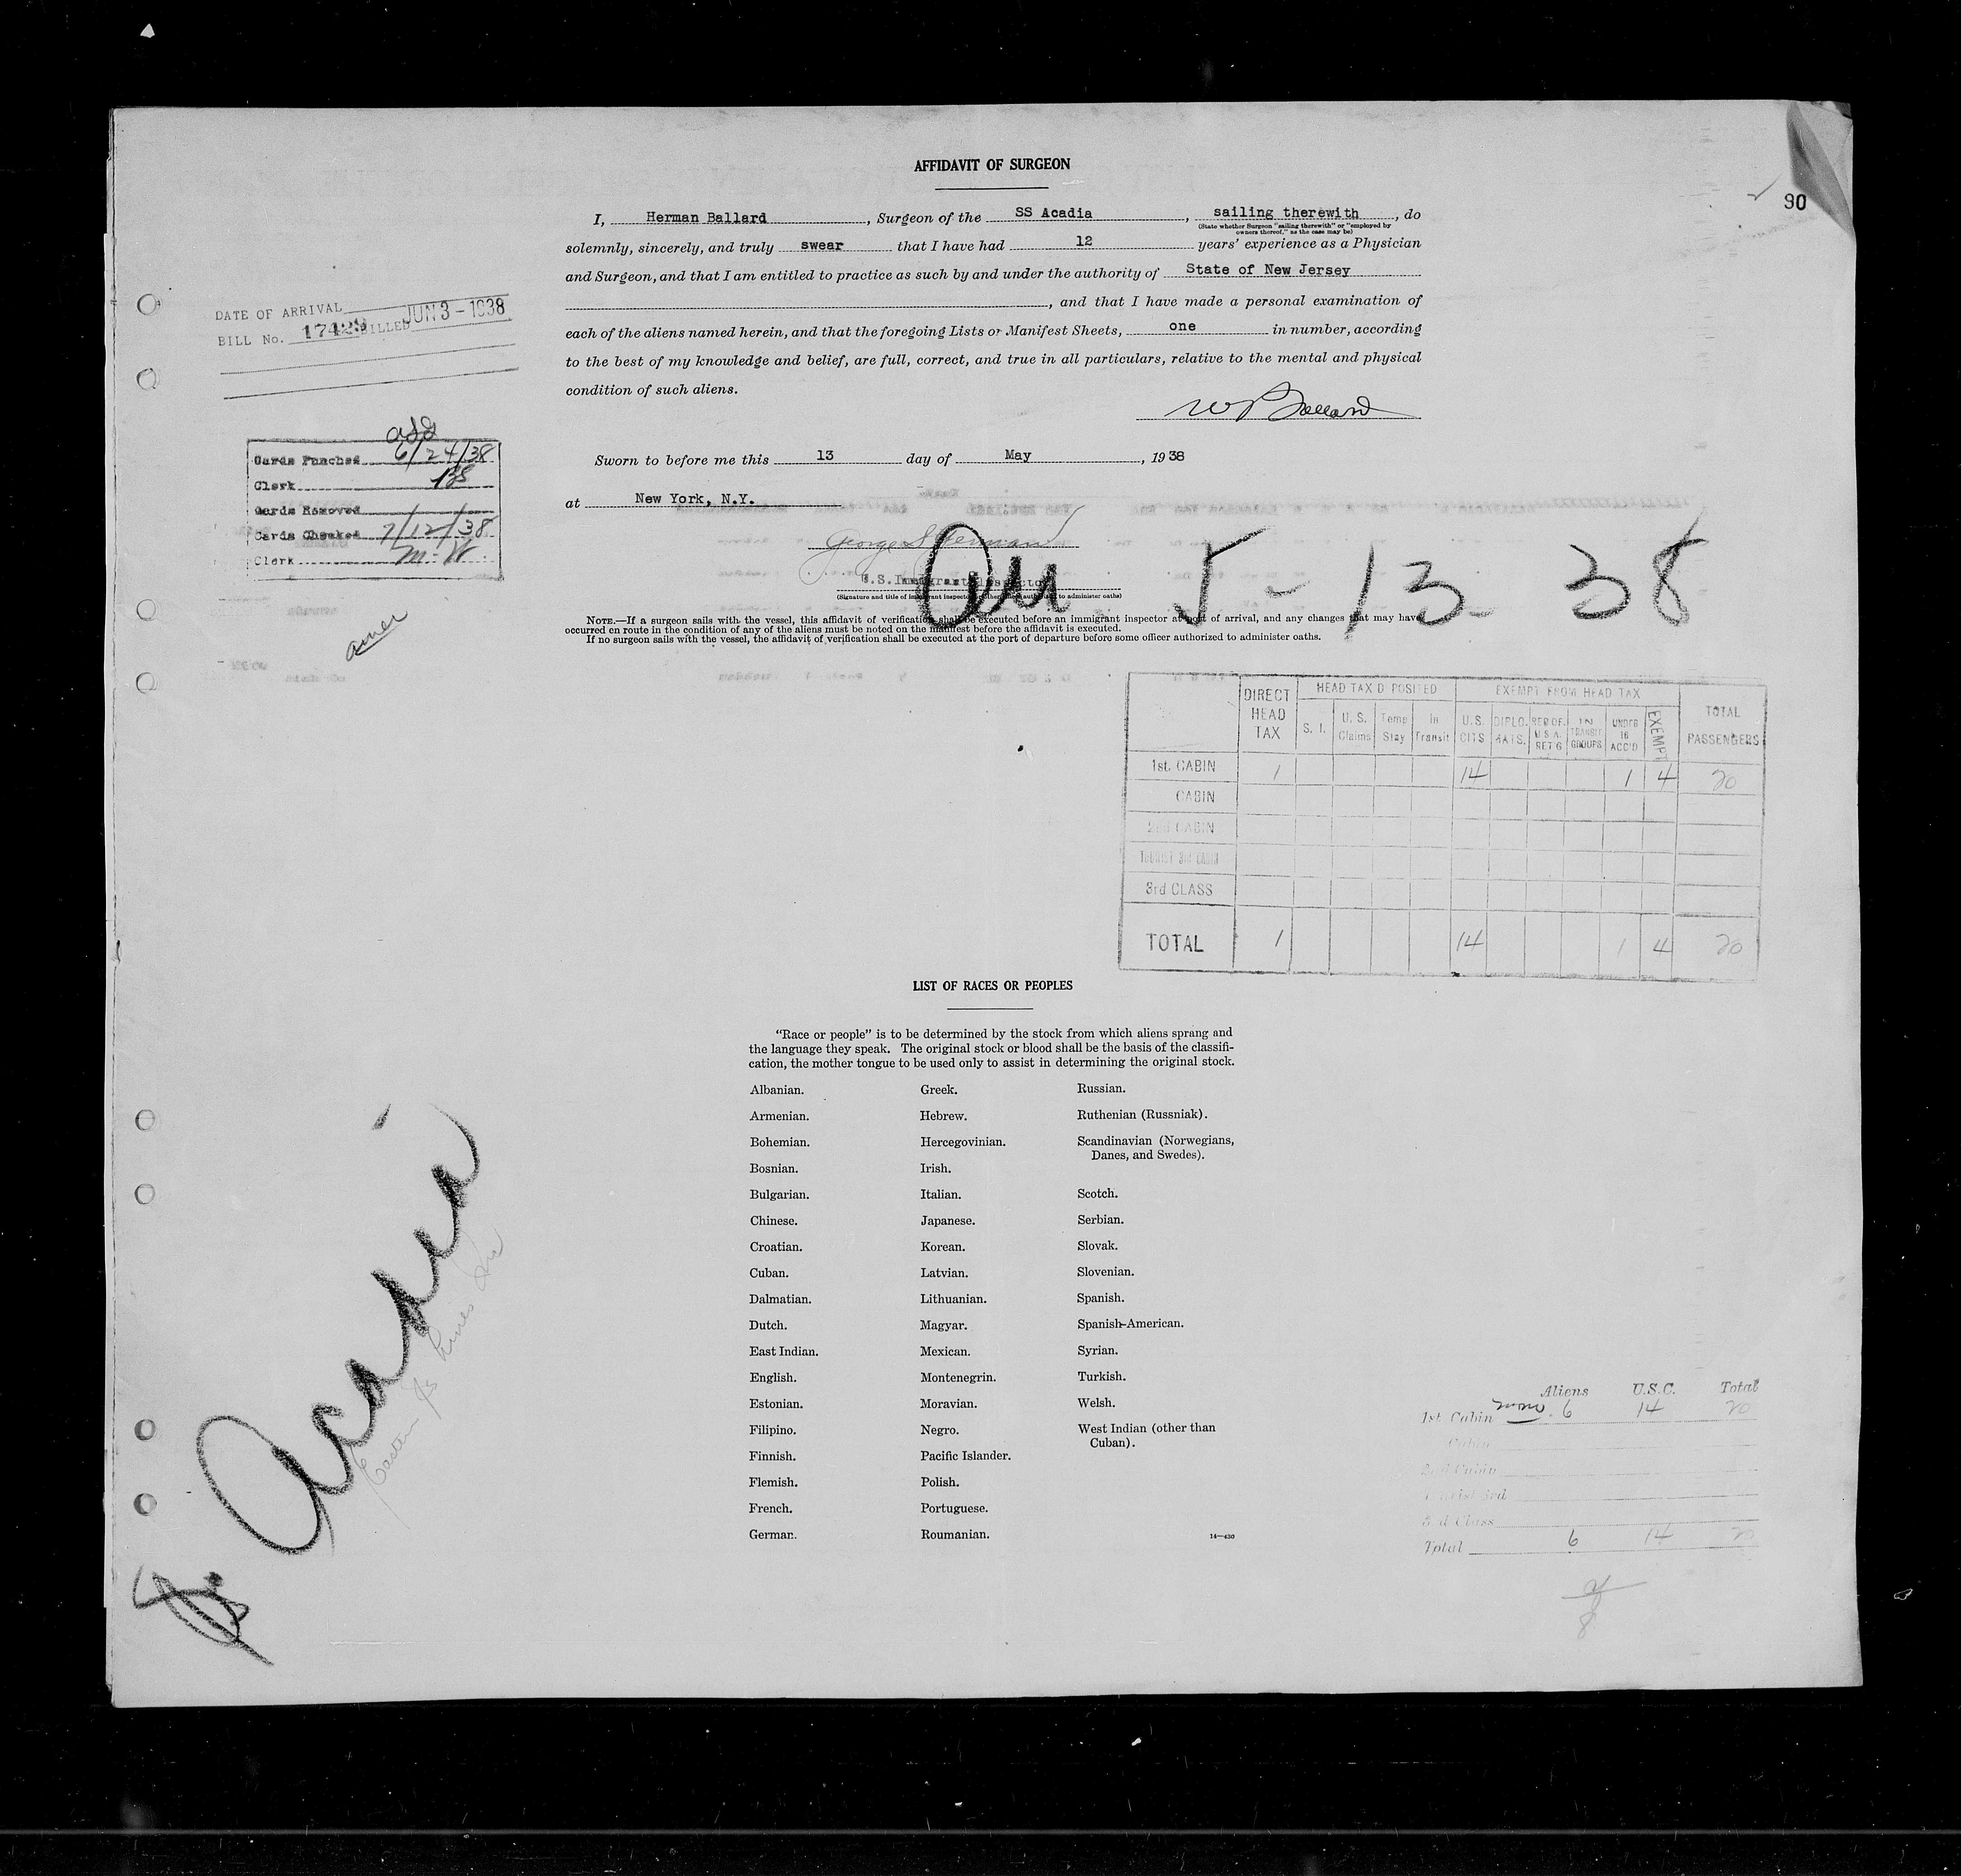 AFFIDAVIT OF SURGEON
90
I, Herman Ballard, Surgeon of the SS Acadia, sailing therewith, do
(State whether Surgeon "sailing therewith" or "employed by
owners thereof," as the case may be)
solemnly, sincerely, and truly swear that I have had 12 years' experience as a Physician
and Surgeon, and that I am entitled to practice as such by and under the authority of State of New Jersey
, and that I have made a personal examination of
each of the aliens named herein, and that the foregoing Lists or Manifest Sheets, one in number, according
to the best of my knowledge and belief, are full, correct, and true in all particulars, relative to the mental and physical
condition of such aliens.
Ballard
Sworn to before me this 13 day of May, 1938
at New York, N.Y.
DATE OF ARRIVAL
BILL No. 17429 BILLED JUN 3 - 1938
Cards Punched 6/24/38
Clerk
Cards Removed
Cards Checked 7/12/38
Clerk M. W.
amer
George
U.S. Immigrant Inspector
(Signature and title of immigrant inspector or other officer authorized to administer oaths)
5-13-38
NOTE.—If a surgeon sails with the vessel, this affidavit of verification shall be executed before an immigrant inspector at port of arrival, and any changes that may have
occurred en route in the condition of any of the aliens must be noted on the manifest before the affidavit is executed.
If no surgeon sails with the vessel, the affidavit of verification shall be executed at the port of departure before some officer authorized to administer oaths.
DIRECT HEAD TAX
HEAD TAX D POSITED
EXEMPT FROM HEAD TAX
TOTAL PASSENGERS
S. I.
U. S. Claims
Temp Stay
In Transit
U.S. CITS
DIPLO. MATS.
RES OF U S A. RET'G
IN TRANSIT GROUPS
UNDER 16 ACC'D
EXEMPT
1st. CABIN 1 14 1 4 20
CABIN
2nd CABIN
TOURIST 3rd CABIN
3rd CLASS
TOTAL 1 14 1 4 20
LIST OF RACES OR PEOPLES
"Race or people" is to be determined by the stock from which aliens sprang and
the language they speak. The original stock or blood shall be the basis of the classifi-
cation, the mother tongue to be used only to assist in determining the original stock.
Albanian. Greek. Russian.
Armenian. Hebrew. Ruthenian (Russniak).
Bohemian. Hercegovinian. Scandinavian (Norwegians,
Danes, and Swedes).
Bosnian. Irish.
Bulgarian. Italian. Scotch.
Chinese. Japanese. Serbian.
Croatian. Korean. Slovak.
Cuban. Latvian. Slovenian.
Dalmatian. Lithuanian. Spanish.
Dutch. Magyar. Spanish-American.
East Indian. Mexican. Syrian.
English. Montenegrin. Turkish.
Estonian. Moravian. Welsh.
Filipino. Negro. West Indian (other than
Cuban).
Finnish. Pacific Islander.
Flemish. Polish.
French. Portuguese.
German. Roumanian.
14—430
Acadia
Eastern SS Lines Inc
Aliens U.S.C. Total
1st Cabin 6 14 20
Cabin
2nd Cabin
Tourist 3rd
3rd Class
Total 6 14 20